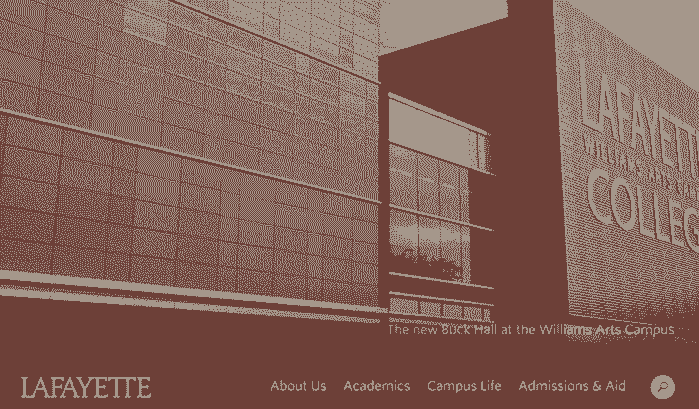 LAFAYETTE
WILLIAMS ARTS
COLLEG
The new Buck Hall at the Williams Arts Campus
LAFAYETTE
About Us Academics Campus Life Admissions & Aid